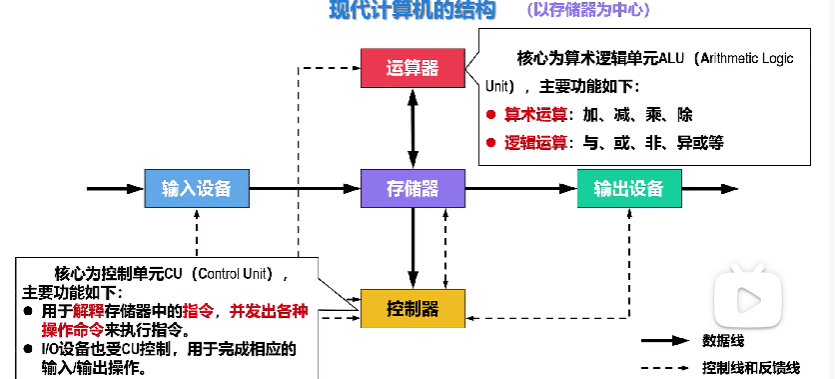 现代计算机的结构 （以存储器为中心）
运算器
核心为算术逻辑单元ALU（Arithmetic Logic
Unit），主要功能如下：
● 算术运算：加、减、乘、除
● 逻辑运算：与、或、非、异或等
输入设备
存储器
输出设备
核心为控制单元CU（Control Unit），
主要功能如下：
● 用于解释存储器中的指令，并发出各种
操作命令来执行指令。
● I/O设备也受CU控制，用于完成相应的
输入/输出操作。
控制器
数据线
控制线和反馈线